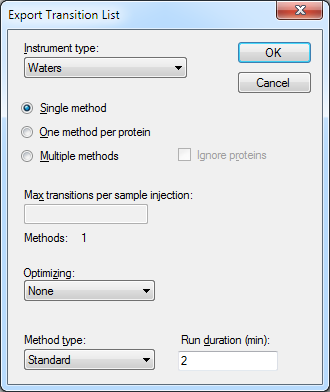 Export Transition List
Instrument type:
Waters
OK
Cancel
Single method
One method per protein
Multiple methods
Ignore proteins
Max transitions per sample injection:
Methods: 1
Optimizing:
None
Method type:
Run duration (min):
Standard
2